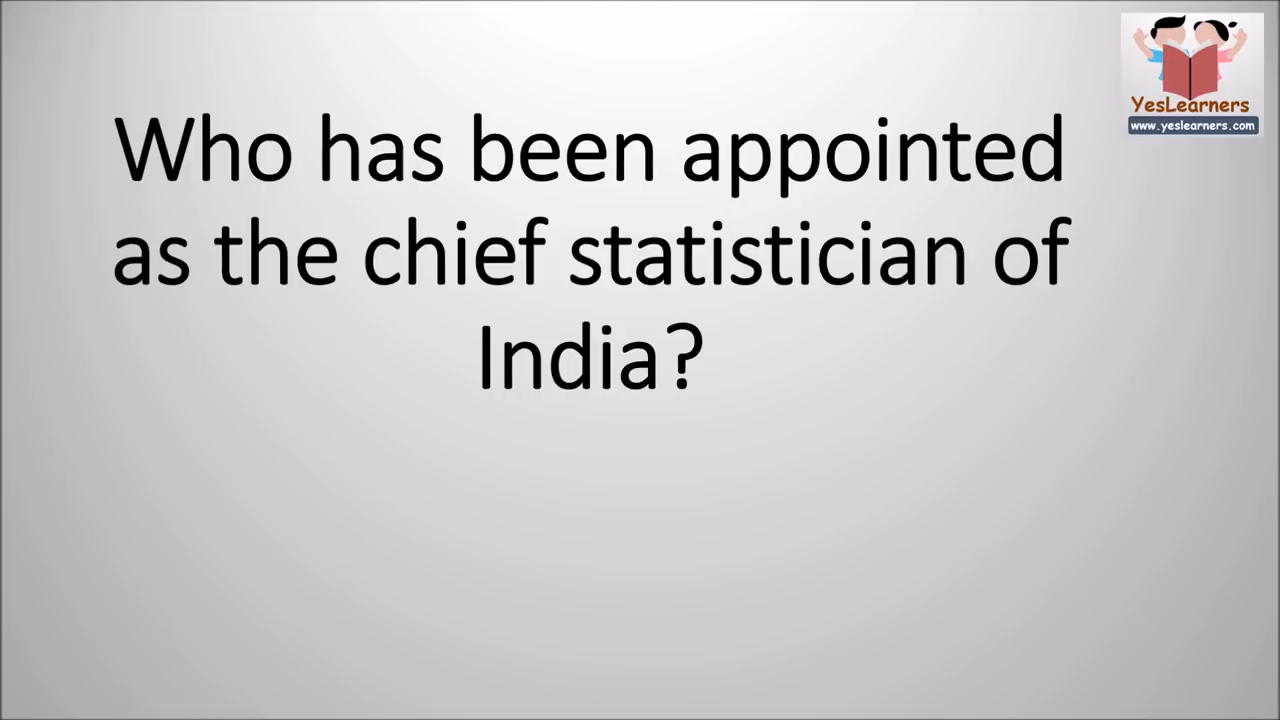 YesLearners
www.yeslearners.com
Who has been appointed
as the chief statistician of
India?